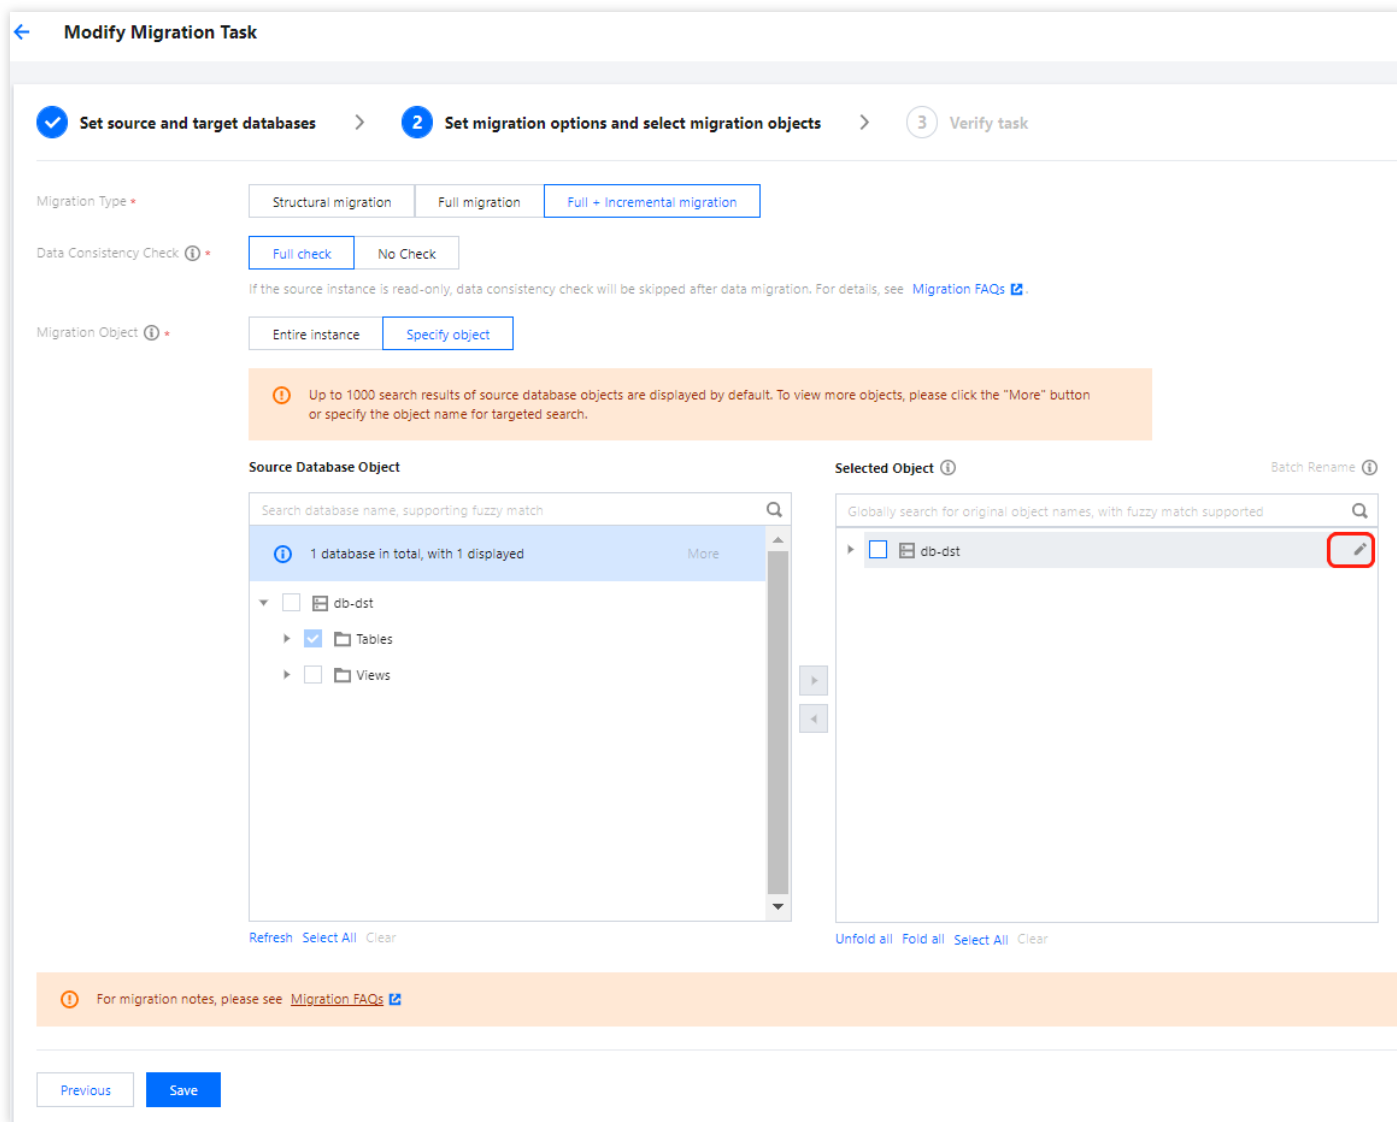 Modify Migration Task
Set source and target databases
2 Set migration options and select migration objects
3 Verify task
Migration Type *
Structural migration
Full migration
Full + Incremental migration
Data Consistency Check *
Full check
No Check
If the source instance is read-only, data consistency check will be skipped after data migration. For details, see Migration FAQs .
Migration Object *
Entire instance
Specify object
Up to 1000 search results of source database objects are displayed by default. To view more objects, please click the "More" button
or specify the object name for targeted search.
Source Database Object
Search database name, supporting fuzzy match
1 database in total, with 1 displayed
More
db-dst
Tables
Views
Refresh Select All Clear
Selected Object
Batch Rename
Globally search for original object names, with fuzzy match supported
db-dst
Unfold all Fold all Select All Clear
For migration notes, please see Migration FAQs
Previous
Save